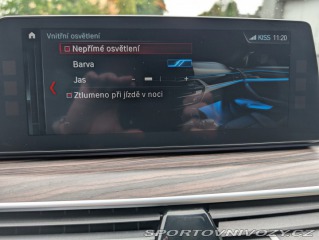 Vnitřní osvětlení
KISS 11:20
Nepřímé osvětlení
Barva
Jas
Ztlumeno při jízdě v noci
SPORTOVNIVOZY.CZ